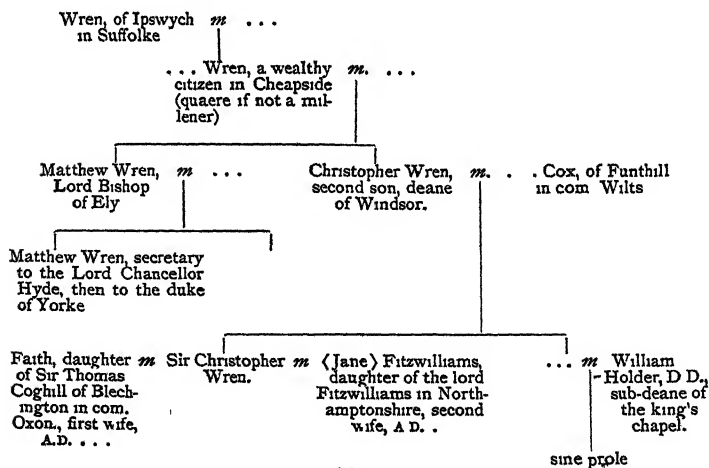 Wren, of Ipswych m ...
in Suffolke
... Wren, a wealthy m. ...
citizen in Cheapside
(quaere if not a mil-
lener)
Matthew Wren, m ...
Lord Bishop
of Ely
Christopher Wren, m. . . Cox, of Funthill
second son, deane in com Wilts
of Windsor.
Matthew Wren, secretary
to the Lord Chancellor
Hyde, then to the duke
of Yorke
Faith, daughter m
of Sir Thomas
Coghill of Blech-
ington in com.
Oxon., first wife,
A.D. . . .
Sir Christopher m
Wren.
⟨Jane⟩ Fitzwilliams,
daughter of the lord
Fitzwilliams in North-
amptonshire, second
wife, A D. .
... m William
Holder, D D.,
sub-deane of
the king's
chapel.
sine prole